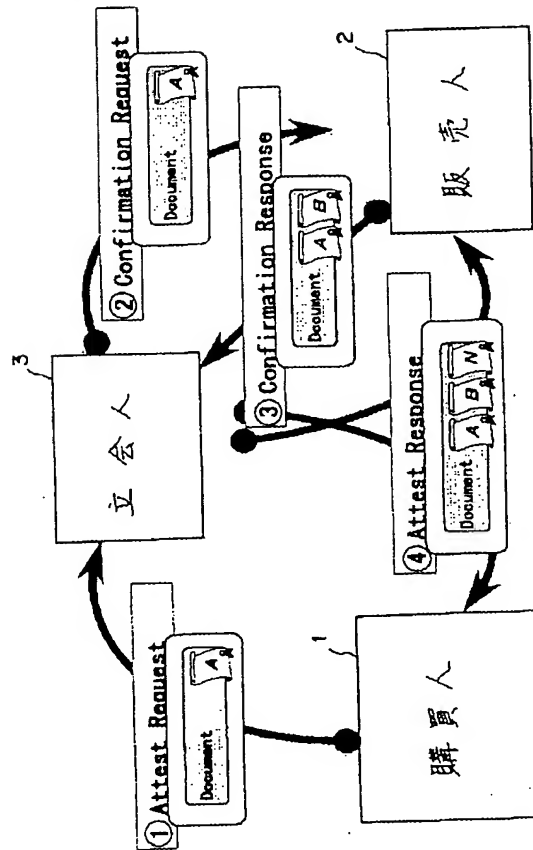 ① Attest Request
Document A
3
立会人
② Confirmation Request
Document A
③ Confirmation Response
Document A B
④ Attest Response
Document A B N
1
購買人
2
販売人